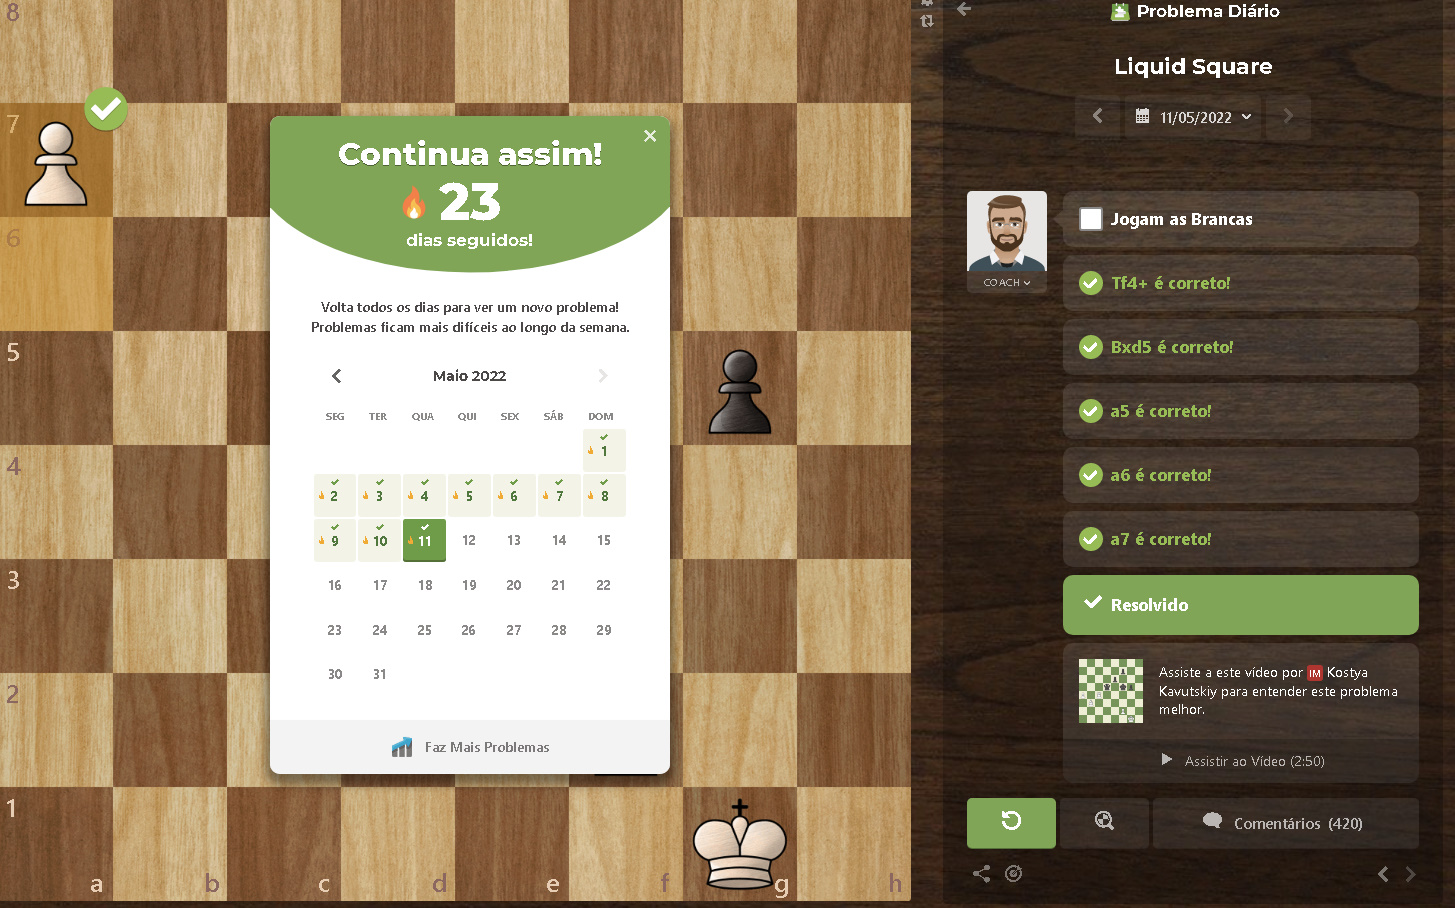 8
7
6
5
4
3
2
1
a
b
c
d
e
f
g
h
Continua assim!
23
dias seguidos!
Volta todos os dias para ver um novo problema!
Problemas ficam mais difíceis ao longo da semana.
Maio 2022
SEG TER QUA QUI SEX SÁB DOM
1
2 3 4 5 6 7 8
9 10 11 12 13 14 15
16 17 18 19 20 21 22
23 24 25 26 27 28 29
30 31
Faz Mais Problemas
Problema Diário
Liquid Square
11/05/2022
COACH
Jogam as Brancas
Tf4+ é correto!
Bxd5 é correto!
a5 é correto!
a6 é correto!
a7 é correto!
Resolvido
Assiste a este vídeo por IM Kostya
Kavutskiy para entender este problema
melhor.
Assistir ao Vídeo (2:50)
Comentários (420)